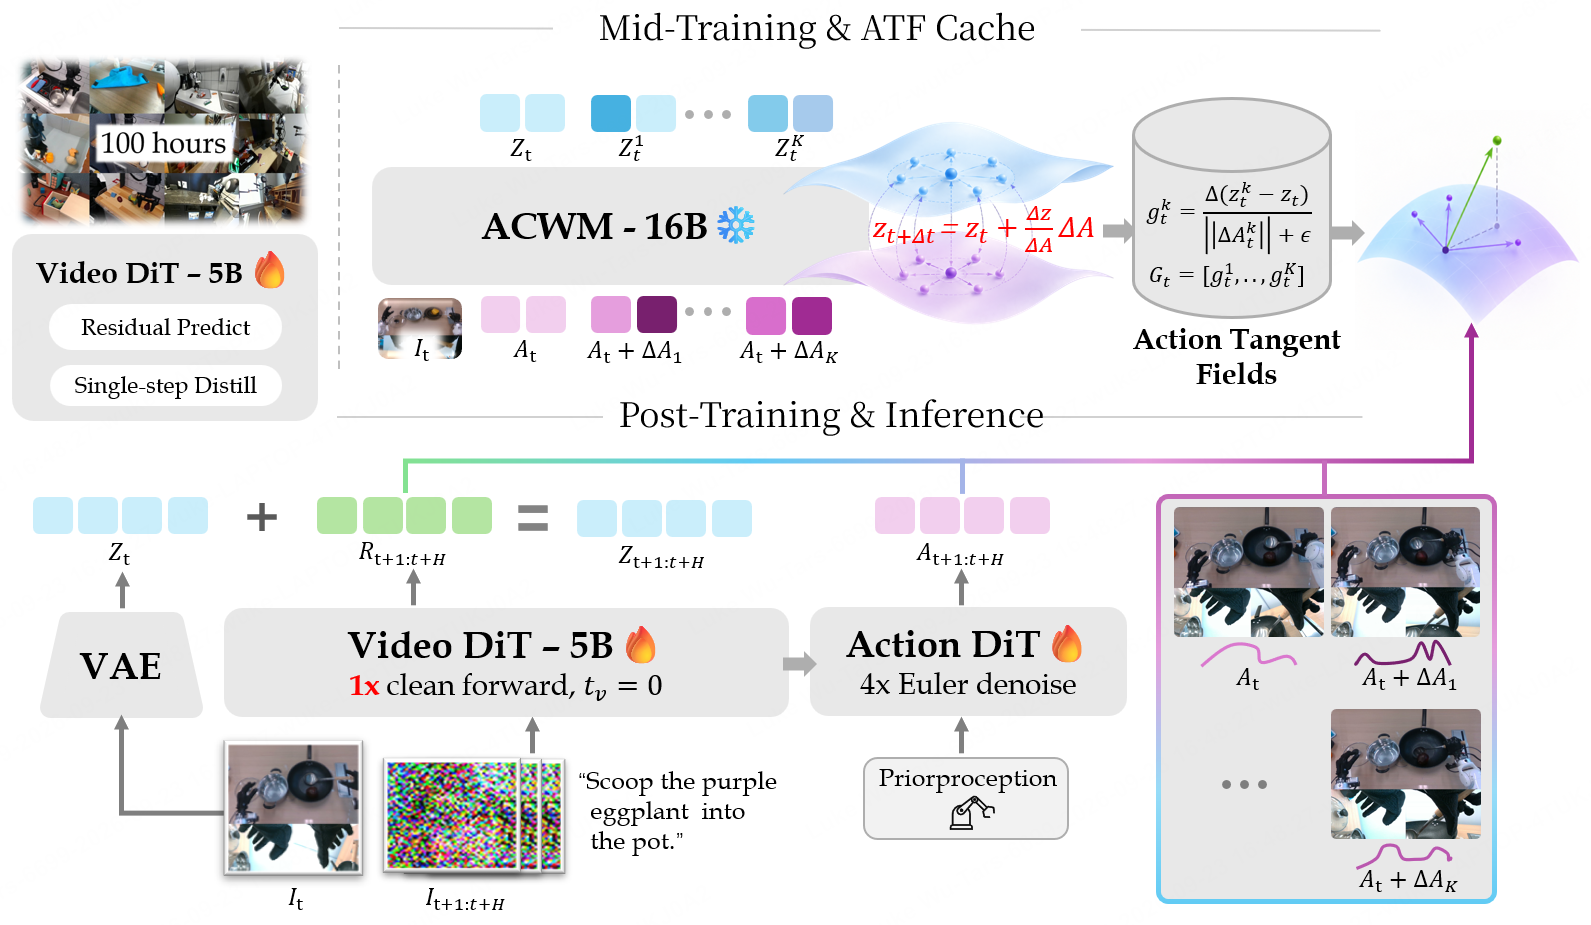 Mid-Training & ATF Cache
100 hours
Video DiT – 5B
Residual Predict
Single-step Distill
Z_t
Z_t^1
Z_t^K
ACWM - 16B
I_t
A_t
A_t + ΔA_1
A_t + ΔA_K
z_{t+Δt} = z_t + \frac{Δz}{ΔA} ΔA
g_t^k = \frac{Δ(z_t^k − z_t)}{||ΔA_t^k|| + ϵ}
G_t = [g_t^1,..,g_t^K]
Action Tangent
Fields
Post-Training & Inference
Z_t
+
R_{t+1:t+H}
=
Z_{t+1:t+H}
A_{t+1:t+H}
VAE
Video DiT – 5B
1x clean forward, t_v = 0
Action DiT
4x Euler denoise
Priorproception
“Scoop the purple
eggplant into
the pot.”
I_t
I_{t+1:t+H}
A_t
A_t + ΔA_1
A_t + ΔA_K